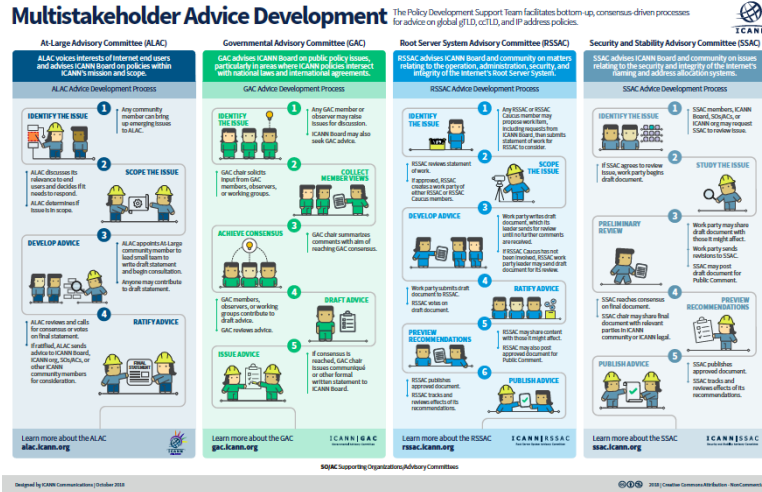 Multistakeholder Advice Development
The Policy Development Support Team facilitates bottom-up, consensus-driven processes
for advice on global gTLD, ccTLD, and IP address policies.
ICANN
At-Large Advisory Committee (ALAC)
ALAC voices interests of Internet end users
and advises ICANN Board on policies within
ICANN's mission and scope.
ALAC Advice Development Process
1
IDENTIFY THE ISSUE
Any community
member can bring
up emerging issues
to ALAC.
2
SCOPE THE ISSUE
ALAC discusses its
relevance to end
users and decides if it
needs to respond.
ALAC determines if
issue is in scope.
3
DEVELOP ADVICE
ALAC appoints At-Large
community member to
lead small team to
write draft statement
and begin consultation.
Anyone may contribute
to draft statement.
4
RATIFY ADVICE
ALAC reviews and calls
for consensus or votes
on final statement.
If ratified, ALAC sends
advice to ICANN Board,
ICANN org, SOs/ACs, or
other ICANN
community members
for consideration.
FINAL
STATEMENT
Learn more about the ALAC
alac.icann.org
Governmental Advisory Committee (GAC)
GAC advises ICANN Board on public policy issues,
particularly in areas where ICANN policies intersect
with national laws and international agreements.
GAC Advice Development Process
1
IDENTIFY
THE ISSUE
Any GAC member or
observer may raise
issues for discussion.
ICANN Board may also
seek GAC advice.
2
COLLECT
MEMBER VIEWS
GAC chair solicits
input from GAC
members, observers,
or working groups.
3
ACHIEVE CONSENSUS
GAC chair summarizes
comments with aim of
reaching GAC consensus.
4
DRAFT ADVICE
GAC members,
observers, or working
groups contribute to
draft advice.
GAC reviews advice.
5
ISSUE ADVICE
If consensus is
reached, GAC chair
issues communiqué
or other formal
written statement to
ICANN Board.
Learn more about the GAC
gac.icann.org
ICANN|GAC
Root Server System Advisory Committee (RSSAC)
RSSAC advises ICANN Board and community on matters
relating to the operation, administration, security, and
integrity of the Internet's Root Server System.
RSSAC Advice Development Process
1
IDENTIFY
THE ISSUE
Any RSSAC or RSSAC
Caucus member may
propose work item,
including requests from
ICANN Board, then submits
statement of work for
RSSAC to consider.
2
SCOPE
THE ISSUE
RSSAC reviews statement
of work.
If approved, RSSAC
creates a work party of
either RSSAC or RSSAC
Caucus members.
3
DEVELOP ADVICE
Work party writes draft
document, which its
leader sends for review
until no further comments
are received.
If RSSAC Caucus has not
been involved, RSSAC work
party leader may send draft
document for its review.
4
RATIFY ADVICE
Work party submits draft
document to RSSAC.
RSSAC votes on
draft document.
5
PREVIEW
RECOMMENDATIONS
RSSAC may share content
with those it might affect.
RSSAC may also post
approved document for
Public Comment.
6
PUBLISH ADVICE
RSSAC publishes
approved document.
RSSAC tracks and
reviews effects of its
recommendations.
Learn more about the RSSAC
rssac.icann.org
ICANN|RSSAC
Security and Stability Advisory Committee (SSAC)
SSAC advises ICANN Board and community on issues
relating to the security and integrity of the Internet's
naming and address allocation systems.
SSAC Advice Development Process
1
IDENTIFY THE ISSUE
SSAC members, ICANN
Board, SOs/ACs, or
ICANN org may request
SSAC to review issue.
2
STUDY THE ISSUE
If SSAC agrees to review
issue, work party begins
draft document.
3
PRELIMINARY
REVIEW
Work party may share
draft document with
those it might affect.
Work party sends
revisions to SSAC.
SSAC may post
draft document for
Public Comment.
4
PREVIEW
RECOMMENDATIONS
SSAC reaches consensus
on final document.
SSAC chair may share final
document with relevant
parties in ICANN
community or ICANN legal.
5
PUBLISH ADVICE
SSAC publishes
approved document.
SSAC tracks and
reviews effects of its
recommendations.
Learn more about the SSAC
ssac.icann.org
ICANN|SSAC
SO/AC Supporting Organizations/Advisory Committees
Designed by ICANN Communications | October 2018
2018 | Creative Commons Attribution - NonCommercial